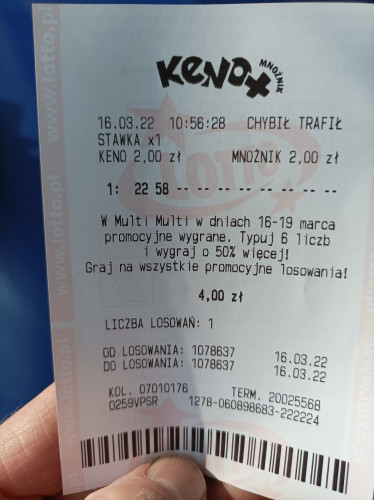 KENO+
MNOŻNIK
16.03.22 10:56:28 CHYBIŁ TRAFIŁ
STAWKA x1
KENO 2,00 zł MNOŻNIK 2,00 zł
1: 22 58 -- -- -- -- -- -- -- --
W Multi Multi w dniach 16-19 marca
promocyjne wygrane. Typuj 6 liczb
i wygraj o 50% więcej!
Graj na wszystkie promocyjne losowania!
4,00 zł
LICZBA LOSOWAŃ: 1
OD LOSOWANIA: 1078637 16.03.22
DO LOSOWANIA: 1078637 16.03.22
KOL. 07010176 TERM. 20025568
0259VPSR 1278-060898683-222224
www.lotto.pl
LOTTO